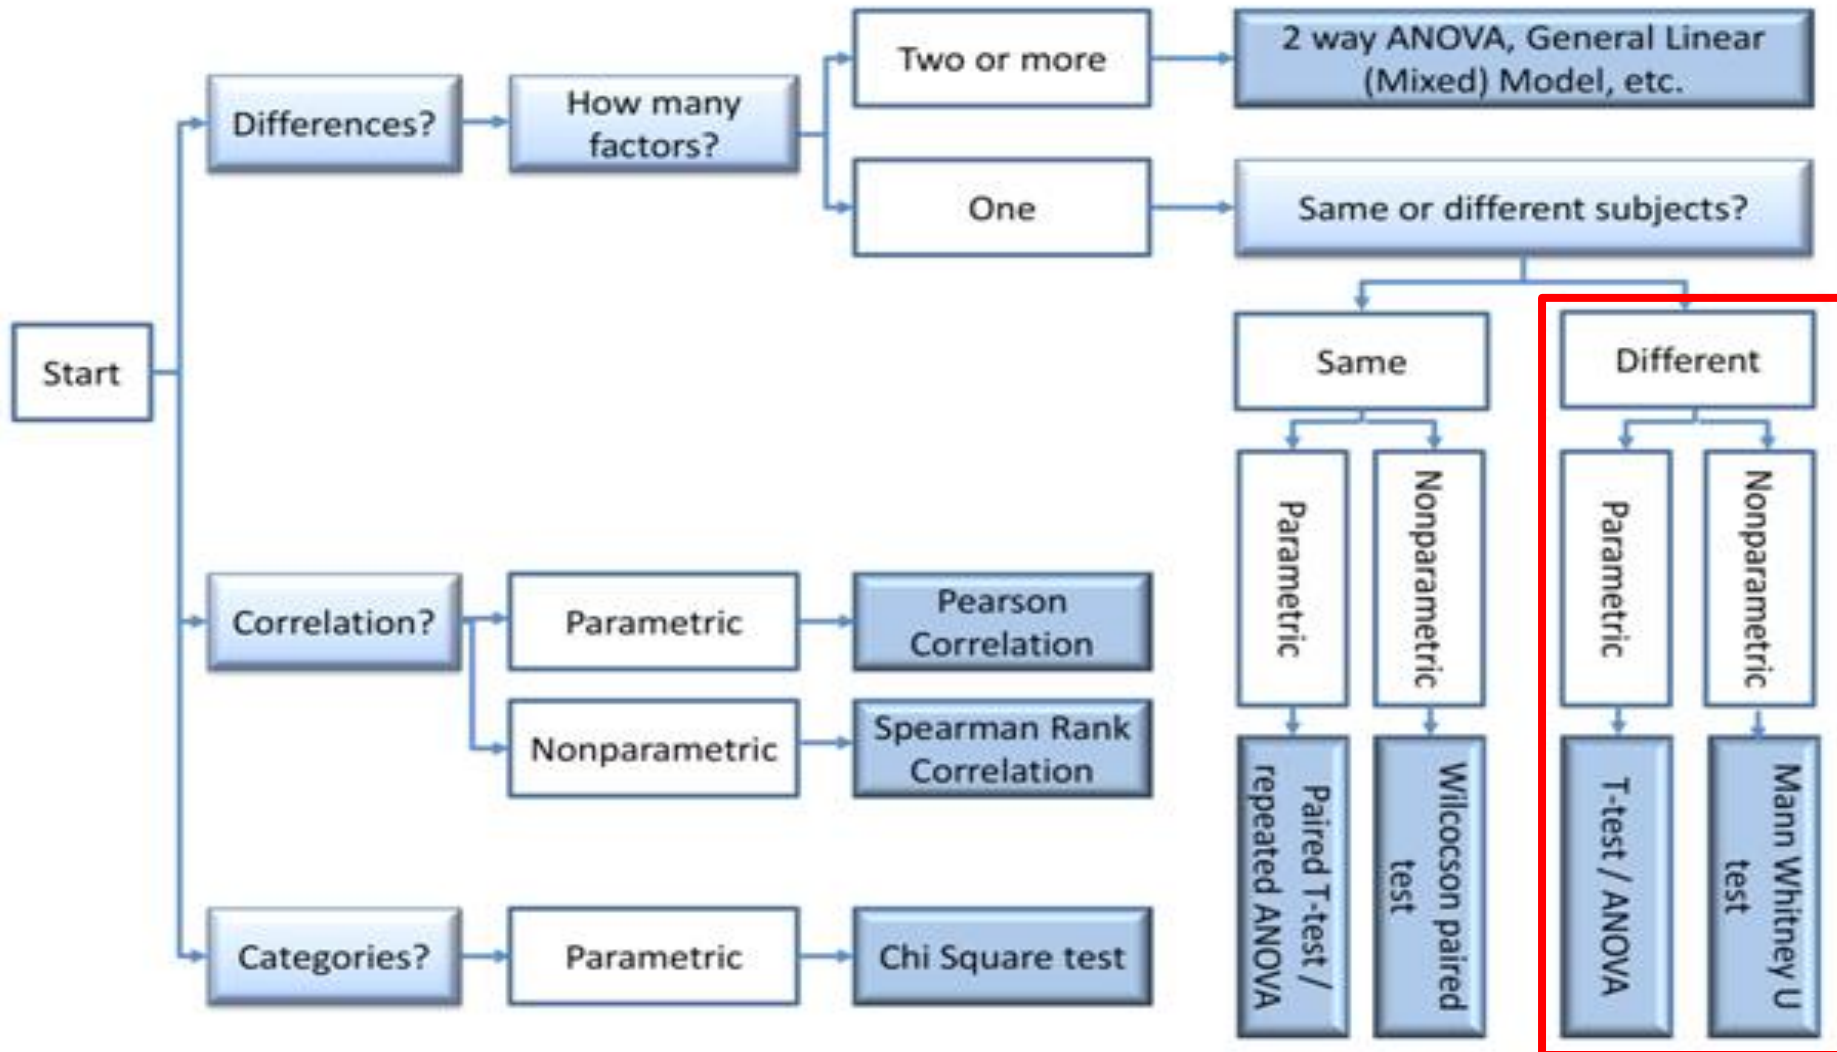 Start
Differences?
How many
factors?
Two or more
2 way ANOVA, General Linear
(Mixed) Model, etc.
One
Same or different subjects?
Same
Different
Parametric
Nonparametric
Parametric
Nonparametric
Paired T-test /
repeated ANOVA
Wilcocson paired
test
T-test / ANOVA
Mann Whitney U
test
Correlation?
Parametric
Pearson
Correlation
Nonparametric
Spearman Rank
Correlation
Categories?
Parametric
Chi Square test